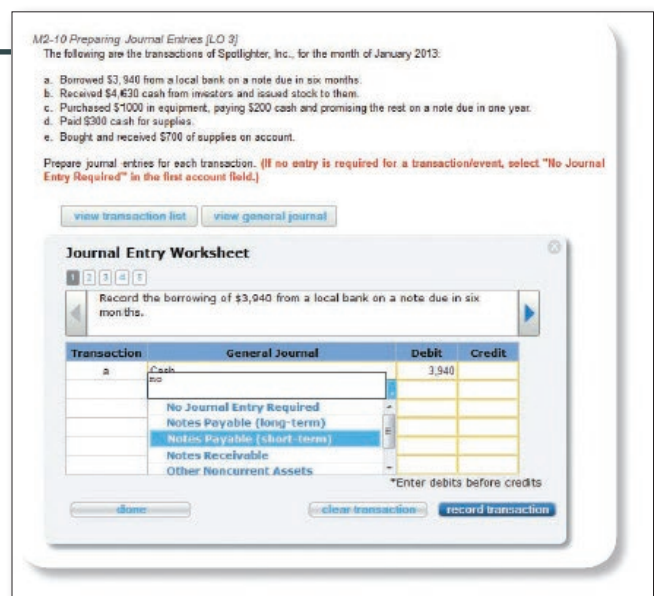 M2-10 Preparing Journal Entries [LO 3]
The following are the transactions of Spotlighter, Inc., for the month of January 2013:
a. Borrowed $3,940 from a local bank on a note due in six months.
b. Received $4,630 cash from investors and issued stock to them.
c. Purchased $1000 in equipment, paying $200 cash and promising the rest on a note due in one year.
d. Paid $300 cash for supplies.
e. Bought and received $700 of supplies on account.
Prepare journal entries for each transaction. (If no entry is required for a transaction/event, select "No Journal
Entry Required" in the first account field.)
view transaction list view general journal
Journal Entry Worksheet
1 2 3 4 5
Record the borrowing of $3,940 from a local bank on a note due in six
months.
Transaction General Journal Debit Credit
a Cash 3,940
no
No Journal Entry Required
Notes Payable (long-term)
Notes Payable (short-term)
Notes Receivable
Other Noncurrent Assets
*Enter debits before credits
done clear transaction record transaction